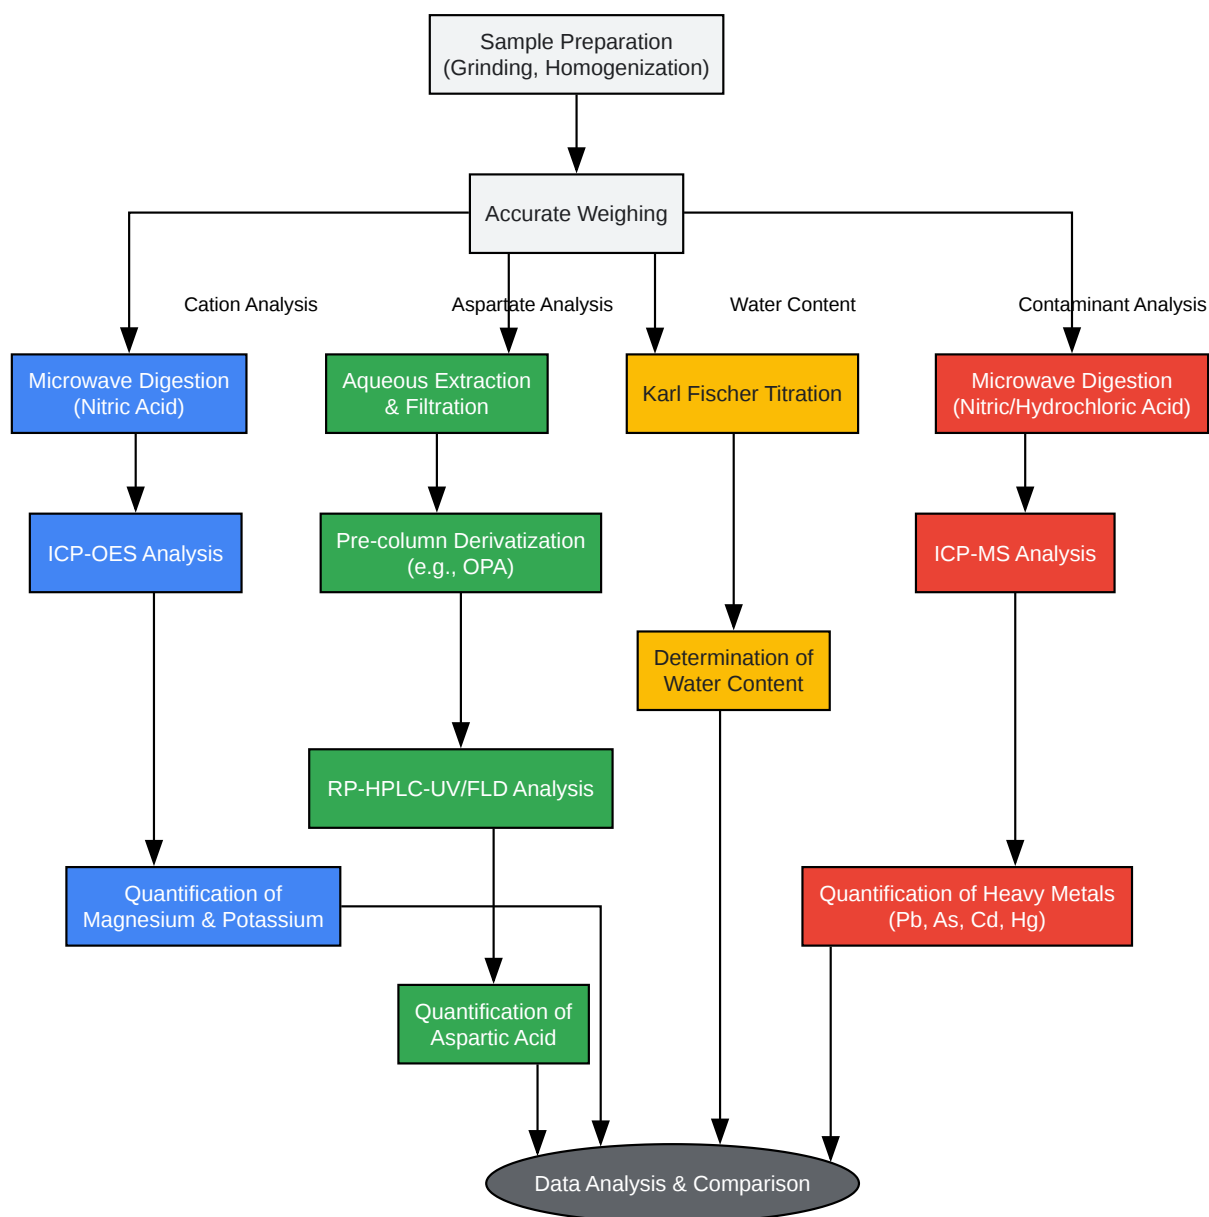 Sample Preparation
(Grinding, Homogenization)
Accurate Weighing
Cation Analysis
Aspartate Analysis
Water Content
Contaminant Analysis
Microwave Digestion
(Nitric Acid)
Aqueous Extraction
& Filtration
Karl Fischer Titration
Microwave Digestion
(Nitric/Hydrochloric Acid)
ICP-OES Analysis
Pre-column Derivatization
(e.g., OPA)
ICP-MS Analysis
Determination of
Water Content
RP-HPLC-UV/FLD Analysis
Quantification of
Magnesium & Potassium
Quantification of Heavy Metals
(Pb, As, Cd, Hg)
Quantification of
Aspartic Acid
Data Analysis & Comparison